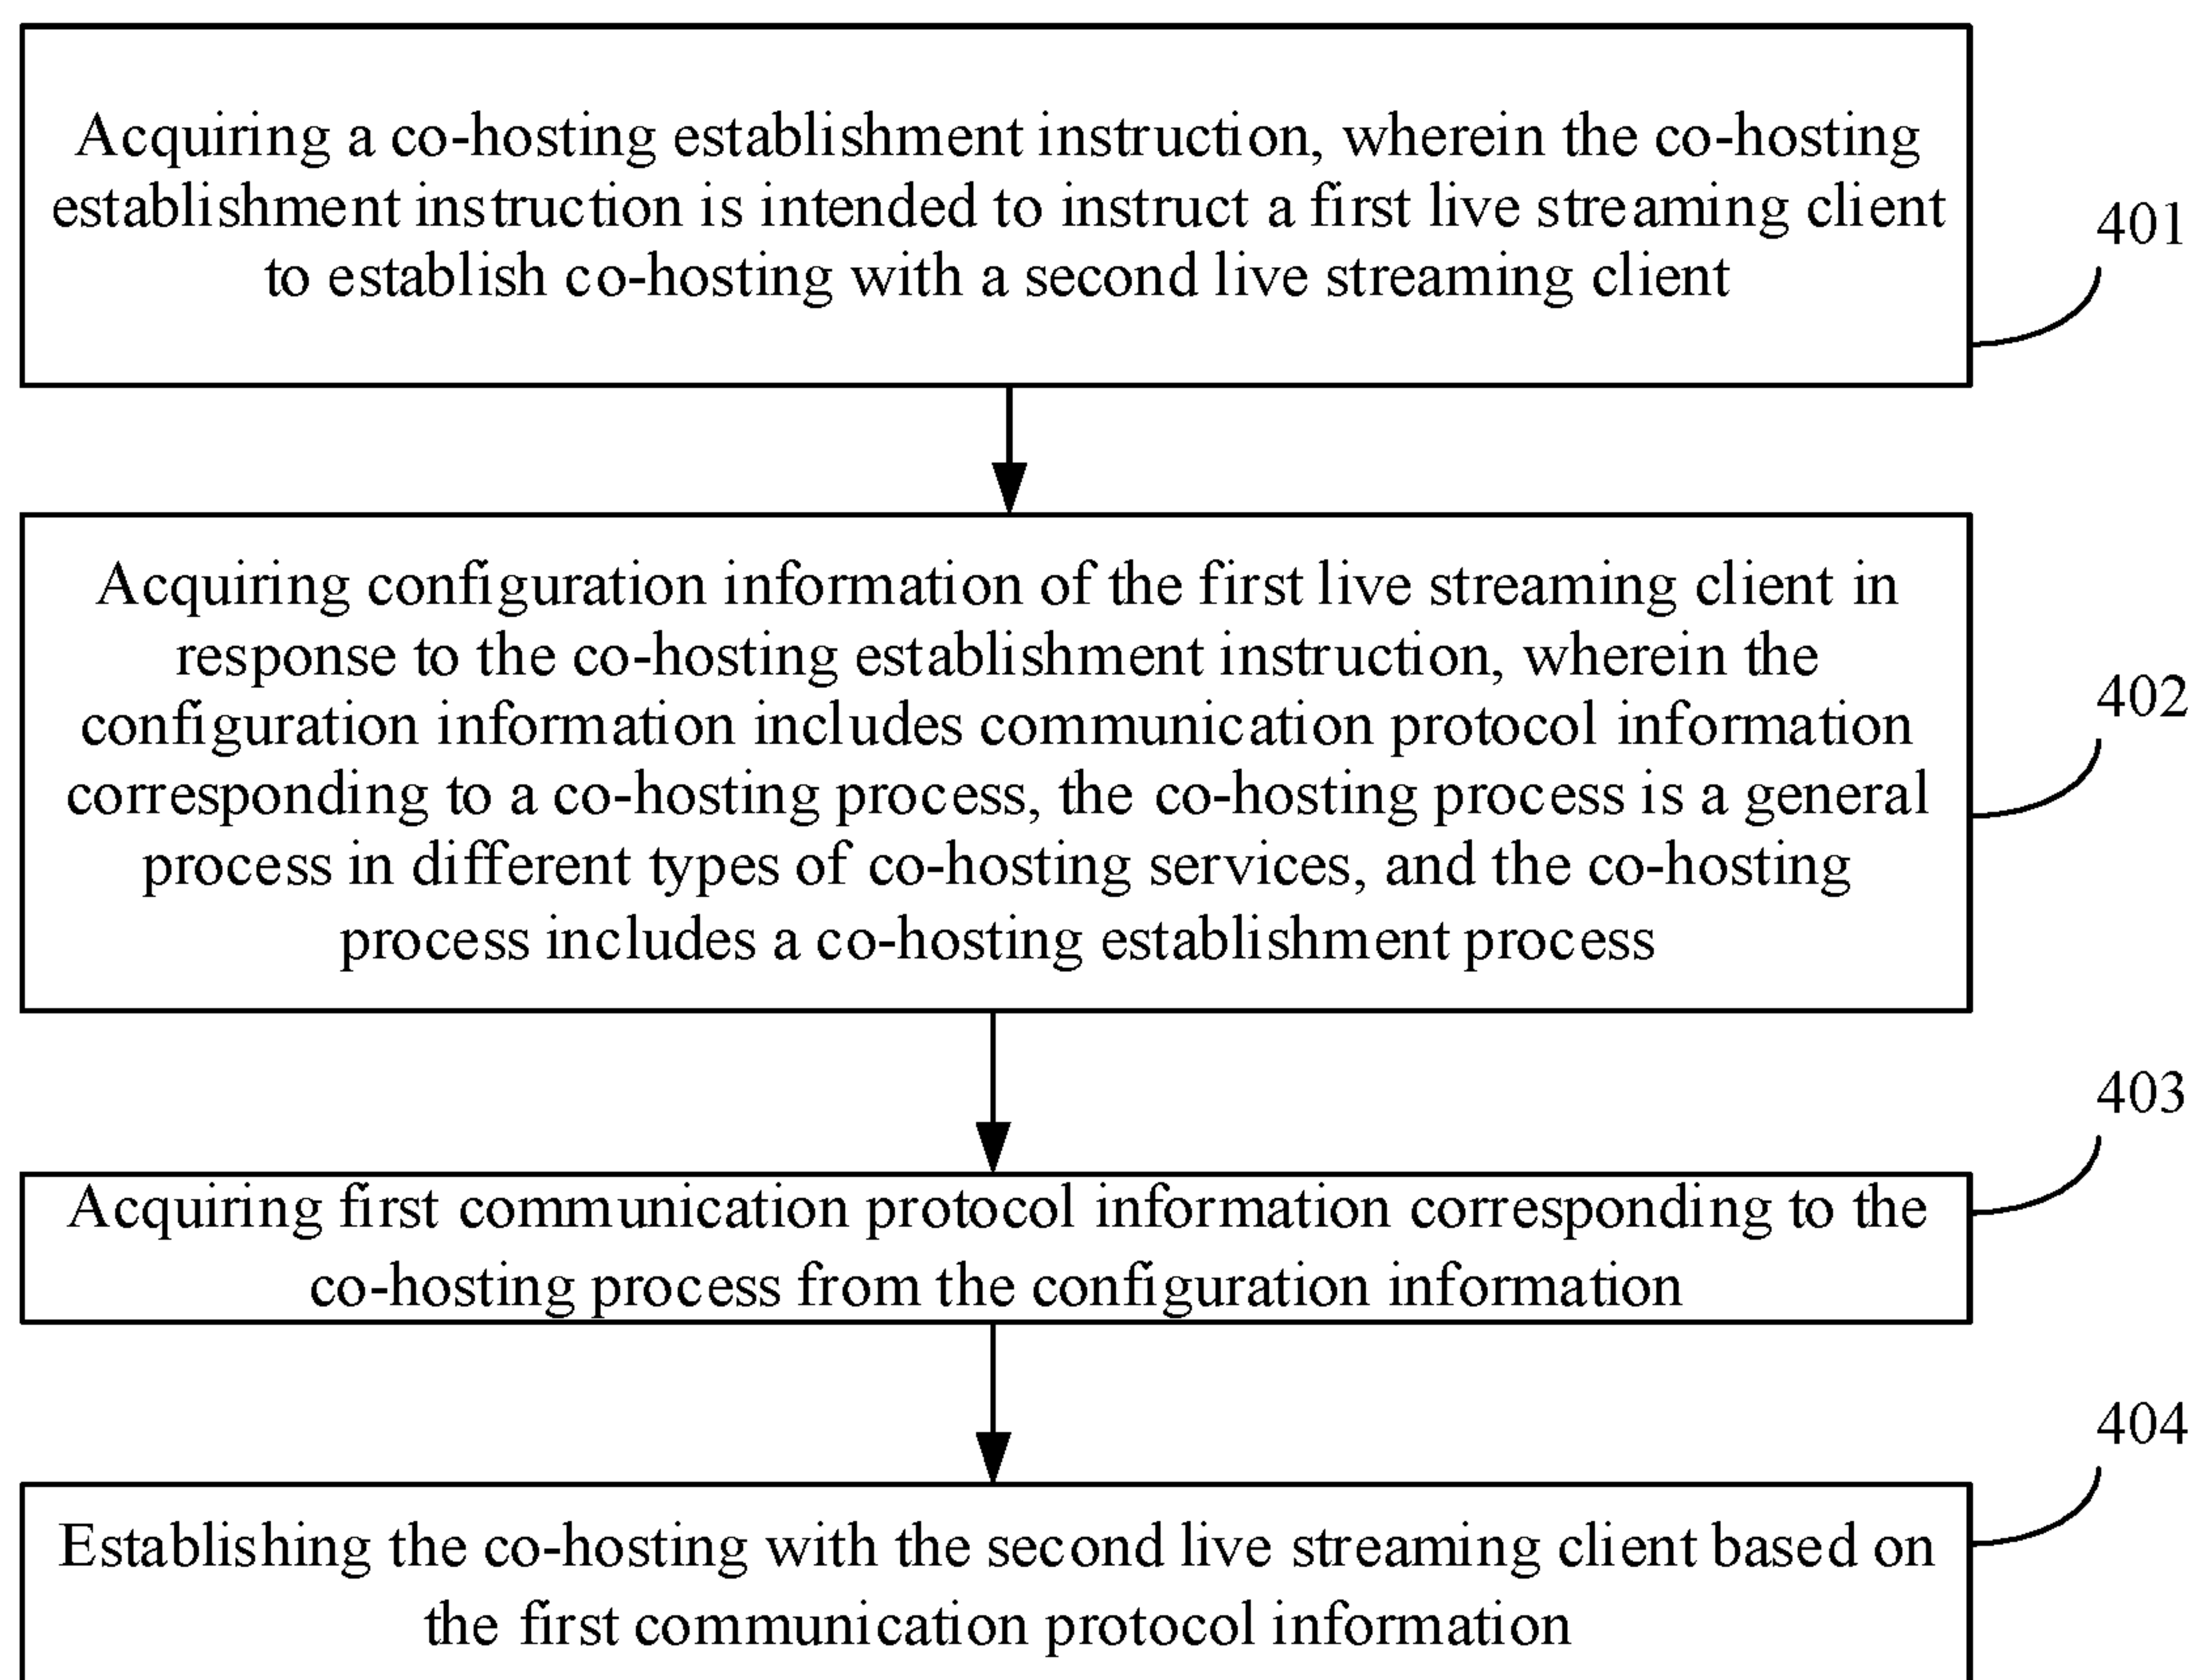 Acquiring a co-hosting establishment instruction, wherein the co-hosting
establishment instruction is intended to instruct a first live streaming client
to establish co-hosting with a second live streaming client
401
Acquiring configuration information of the first live streaming client in
response to the co-hosting establishment instruction, wherein the
configuration information includes communication protocol information
corresponding to a co-hosting process, the co-hosting process is a general
process in different types of co-hosting services, and the co-hosting
process includes a co-hosting establishment process
402
Acquiring first communication protocol information corresponding to the
co-hosting process from the configuration information
403
Establishing the co-hosting with the second live streaming client based on
the first communication protocol information
404